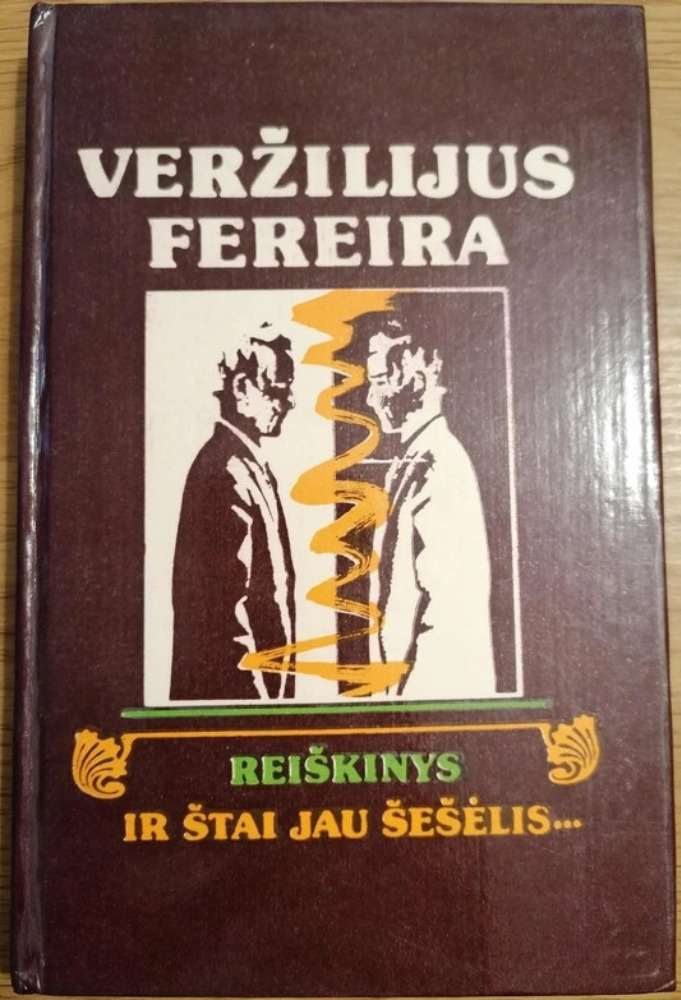 VERŽILIJUS
FEREIRA
REIŠKINYS
IR ŠTAI JAU ŠEŠĖLIS...